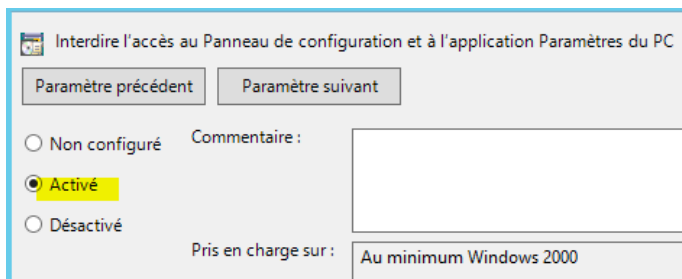 Interdire l'accès au Panneau de configuration et à l'application Paramètres du PC
Paramètre précédent Paramètre suivant
Non configuré Commentaire :
Activé
Désactivé
Pris en charge sur : Au minimum Windows 2000